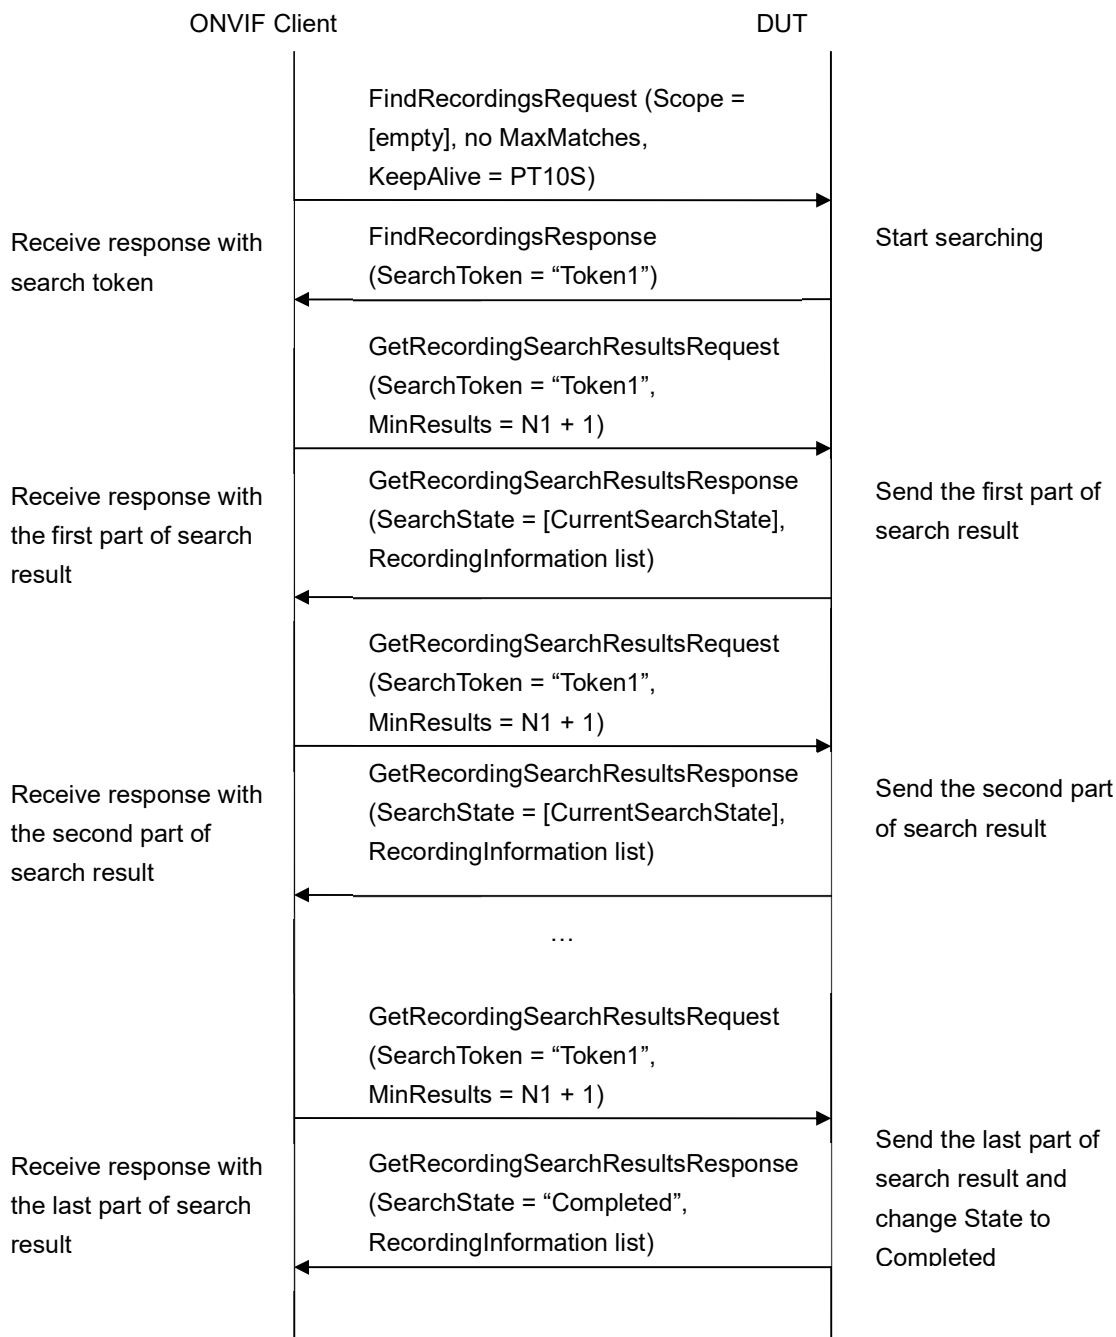 ONVIF Client
DUT
FindRecordingsRequest (Scope =
[empty], no MaxMatches,
KeepAlive = PT10S)
Receive response with
search token
FindRecordingsResponse
(SearchToken = “Token1”)
Start searching
GetRecordingSearchResultsRequest
(SearchToken = “Token1”,
MinResults = N1 + 1)
Receive response with
the first part of search
result
GetRecordingSearchResultsResponse
(SearchState = [CurrentSearchState],
RecordingInformation list)
Send the first part of
search result
GetRecordingSearchResultsRequest
(SearchToken = “Token1”,
MinResults = N1 + 1)
Receive response with
the second part of
search result
GetRecordingSearchResultsResponse
(SearchState = [CurrentSearchState],
RecordingInformation list)
Send the second part
of search result
…
GetRecordingSearchResultsRequest
(SearchToken = “Token1”,
MinResults = N1 + 1)
Receive response with
the last part of search
result
GetRecordingSearchResultsResponse
(SearchState = “Completed”,
RecordingInformation list)
Send the last part of
search result and
change State to
Completed